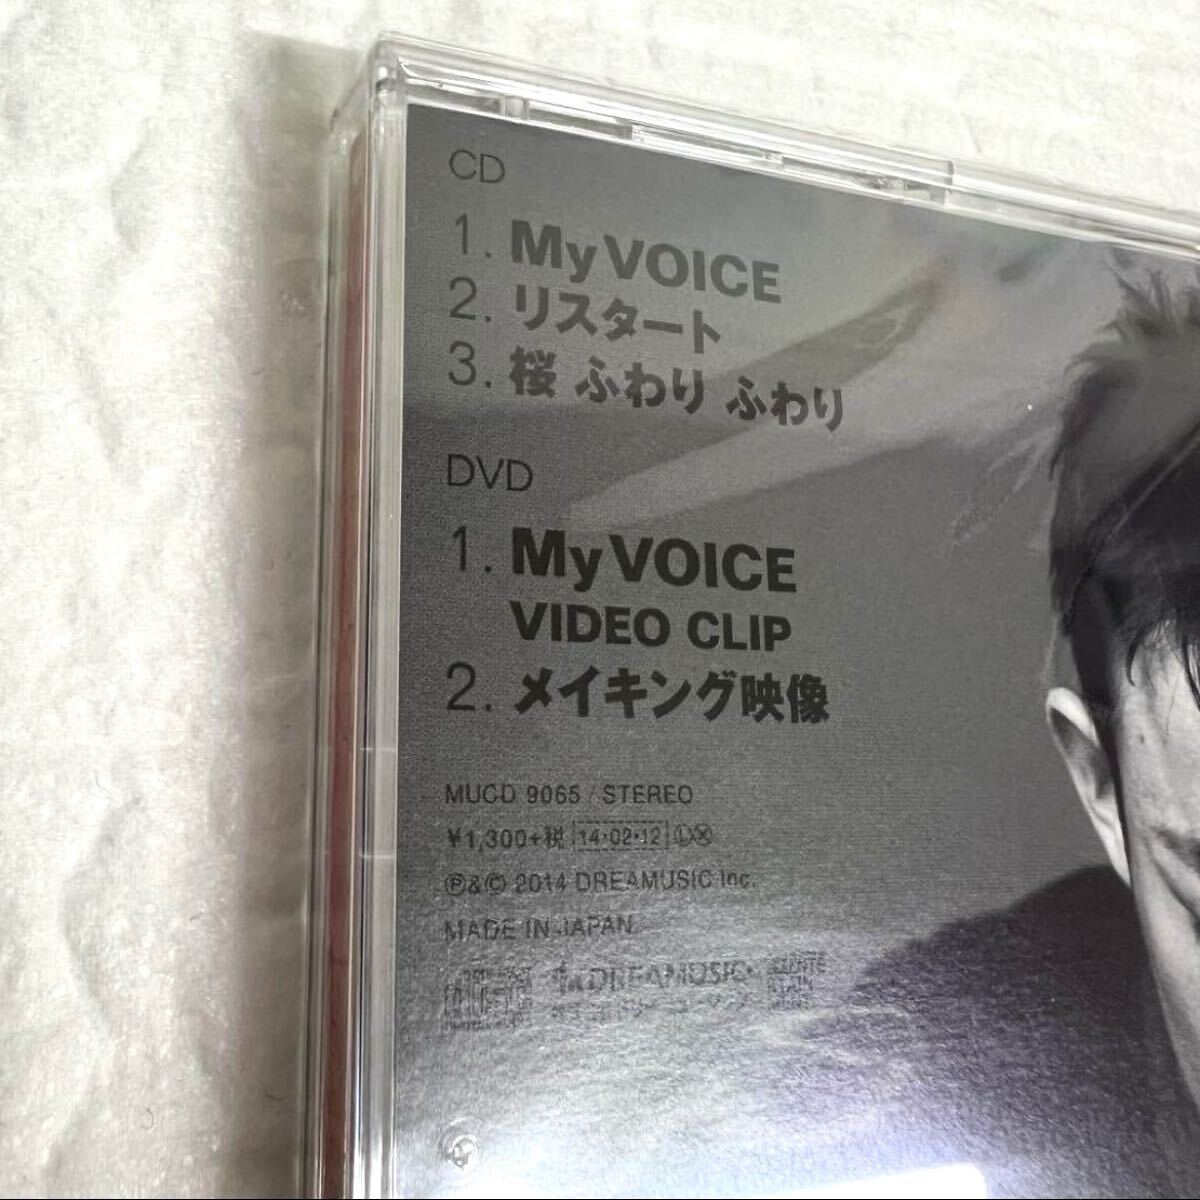 CD
1. My VOICE
2. リスタート
3. 桜 ふわり ふわり
DVD
1. My VOICE
VIDEO CLIP
2. メイキング映像
MUCD 9065 / STEREO
¥1,300+税 14・02・12 Ⓛ Ⓧ
Ⓟ&© 2014 DREAMUSIC Inc.
MADE IN JAPAN
DREAMUSIC・